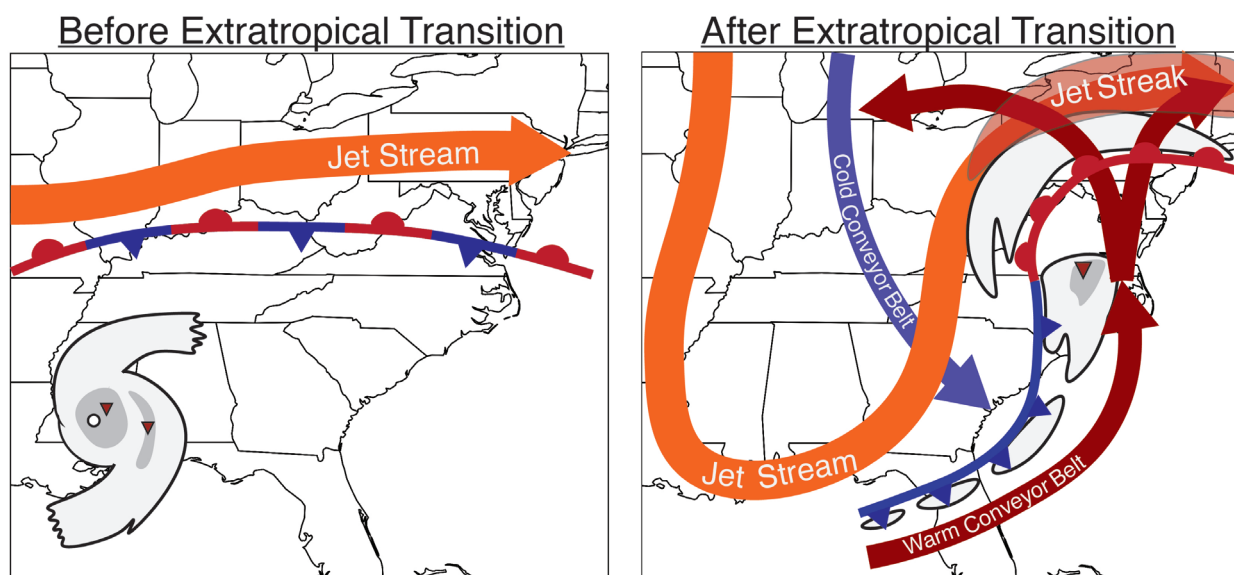 Before Extratropical Transition
After Extratropical Transition
Jet Stream
Jet Streak
Cold Conveyor Belt
Jet Stream
Warm Conveyor Belt